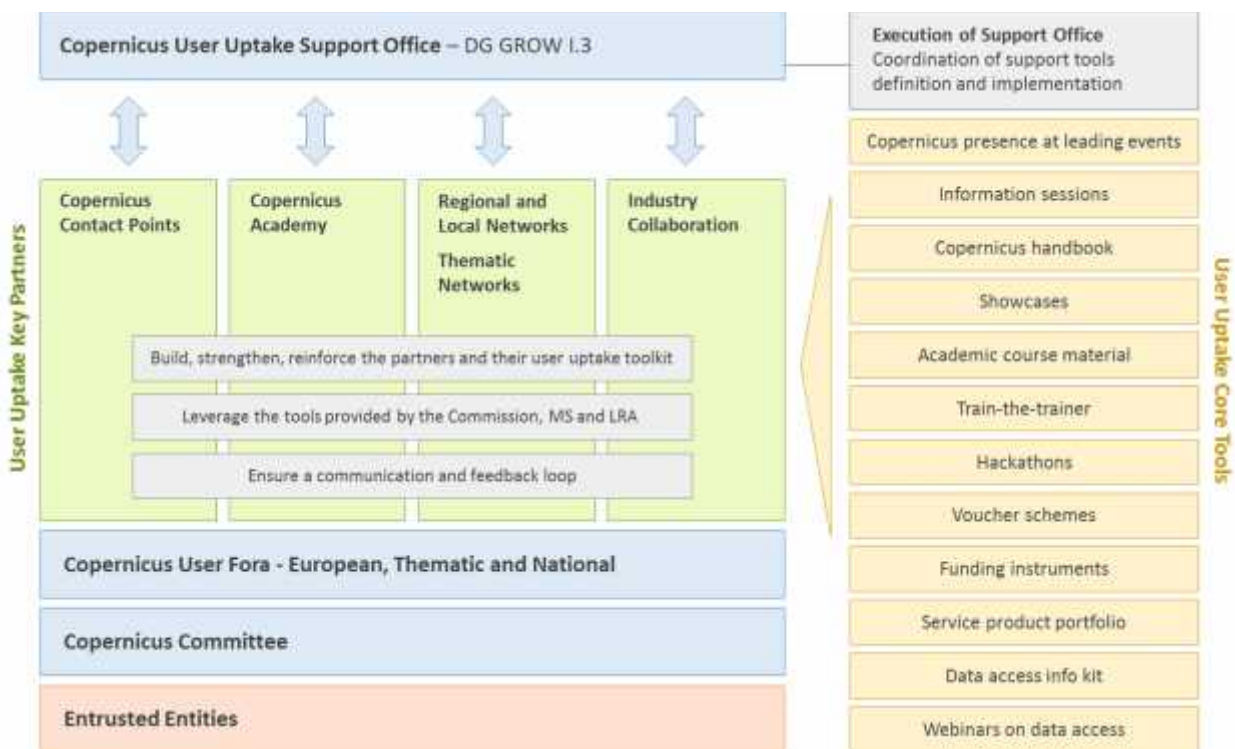 Copernicus User Uptake Support Office – DG GROW I.3
Execution of Support Office
Coordination of support tools
definition and implementation
User Uptake Key Partners
Copernicus
Contact Points
Copernicus
Academy
Regional and
Local Networks
Thematic
Networks
Industry
Collaboration
Build, strengthen, reinforce the partners and their user uptake toolkit
Leverage the tools provided by the Commission, MS and LRA
Ensure a communication and feedback loop
Copernicus User Fora - European, Thematic and National
Copernicus Committee
Entrusted Entities
Copernicus presence at leading events
Information sessions
Copernicus handbook
Showcases
Academic course material
Train-the-trainer
Hackathons
Voucher schemes
Funding instruments
Service product portfolio
Data access info kit
Webinars on data access
User Uptake Core Tools